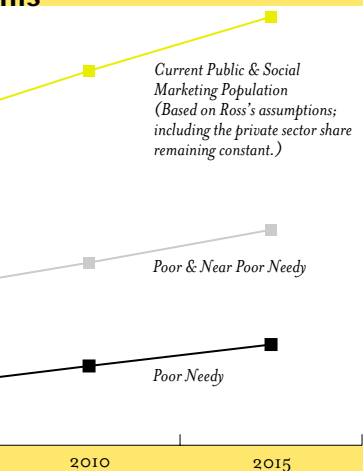 Current Public & Social
Marketing Population
(Based on Ross's assumptions;
including the private sector share
remaining constant.)
Poor & Near Poor Needy
Poor Needy
2010
2015